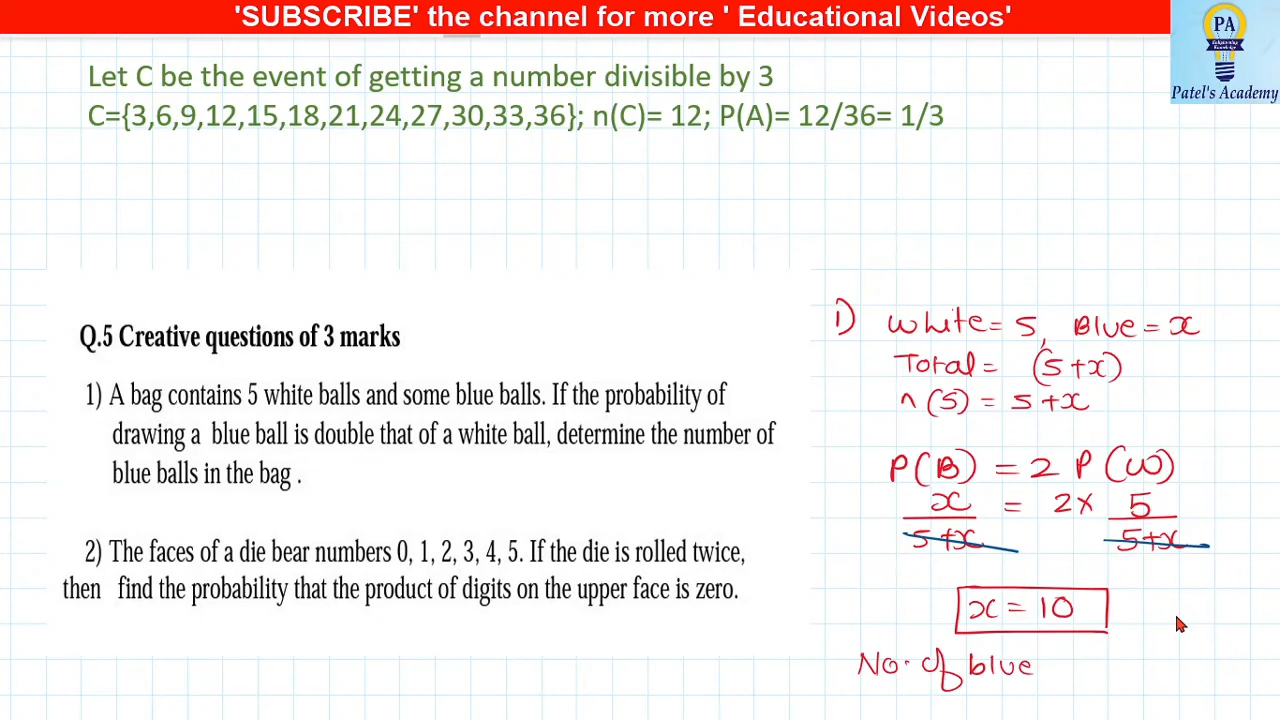 'SUBSCRIBE' the channel for more ' Educational Videos'
PA
Patel's Academy
Let C be the event of getting a number divisible by 3
C={3,6,9,12,15,18,21,24,27,30,33,36}; n(C)= 12; P(A)= 12/36= 1/3
Q.5 Creative questions of 3 marks
1) A bag contains 5 white balls and some blue balls. If the probability of
drawing a blue ball is double that of a white ball, determine the number of
blue balls in the bag .
2) The faces of a die bear numbers 0, 1, 2, 3, 4, 5. If the die is rolled twice,
then find the probability that the product of digits on the upper face is zero.
1) White = 5, Blue = x
Total = (5+x)
n(S) = 5+x
P(B) = 2 P(W)
x/5+x = 2x 5/5+x
x = 10
No. of blue